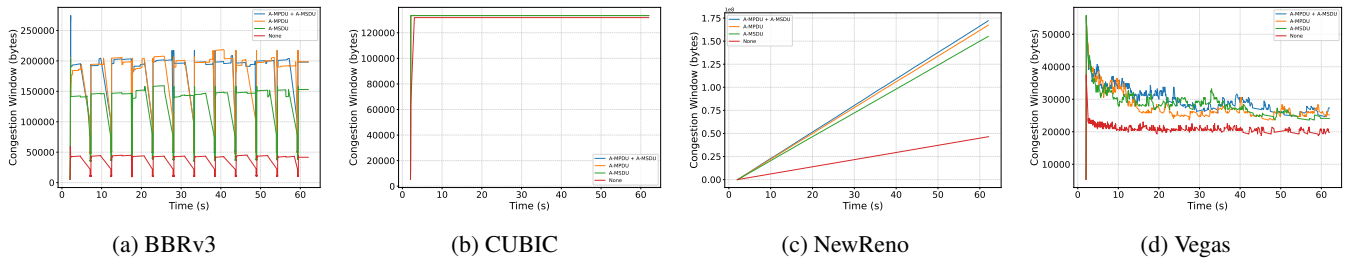 Congestion Window (bytes)
250000
200000
150000
100000
50000
0
0 10 20 30 40 50 60
Time (s)
A-MPDU + A-MSDU
A-MPDU
A-MSDU
None
(a) BBRv3
Congestion Window (bytes)
120000
100000
80000
60000
40000
20000
0
0 10 20 30 40 50 60
Time (s)
A-MPDU + A-MSDU
A-MPDU
A-MSDU
None
(b) CUBIC
Congestion Window (bytes)
1e8
1.75
1.50
1.25
1.00
0.75
0.50
0.25
0.00
0 10 20 30 40 50 60
Time (s)
A-MPDU + A-MSDU
A-MPDU
A-MSDU
None
(c) NewReno
Congestion Window (bytes)
50000
40000
30000
20000
10000
0 10 20 30 40 50 60
Time (s)
A-MPDU + A-MSDU
A-MPDU
A-MSDU
None
(d) Vegas